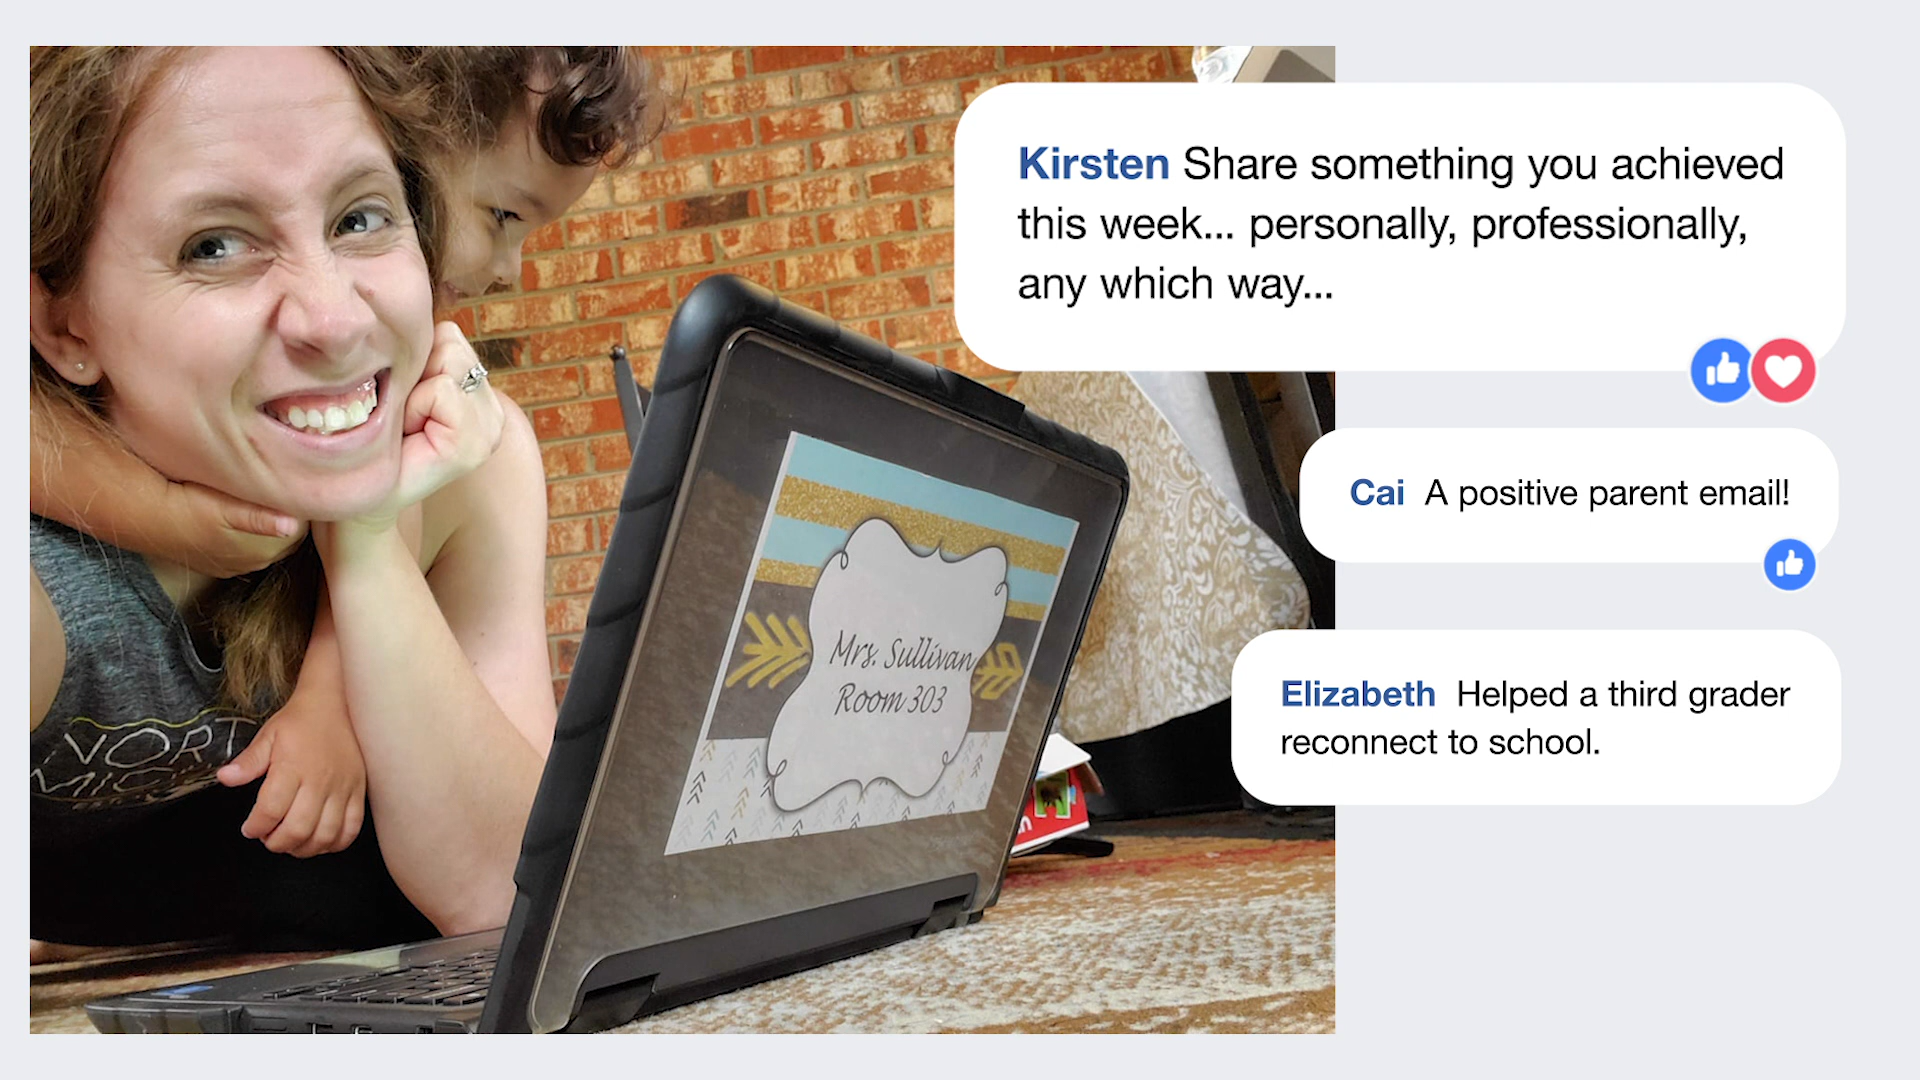 Kirsten Share something you achieved
this week... personally, professionally,
any which way...
Cai A positive parent email!
Elizabeth Helped a third grader
reconnect to school.
Mrs. Sullivan
Room 303